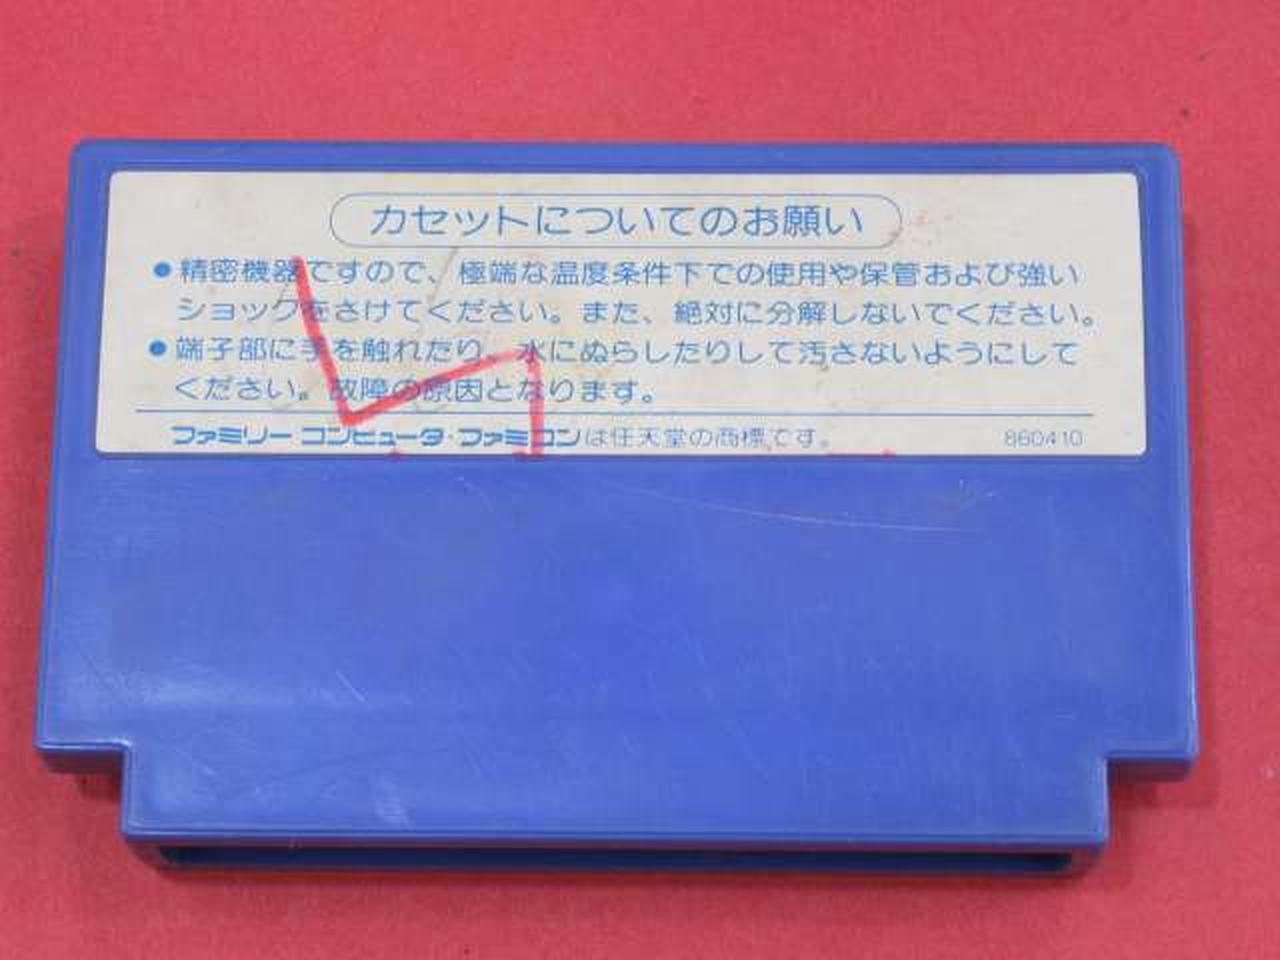 カセットについてのお願い
●精密機器ですので、極端な温度条件下での使用や保管および強い
ショックをさけてください。また、絶対に分解しないでください。
●端子部に手を触れたり、水にぬらしたりして汚さないようにして
ください。故障の原因となります。
ファミリー コンピュータ・ファミコンは任天堂の商標です。 860410